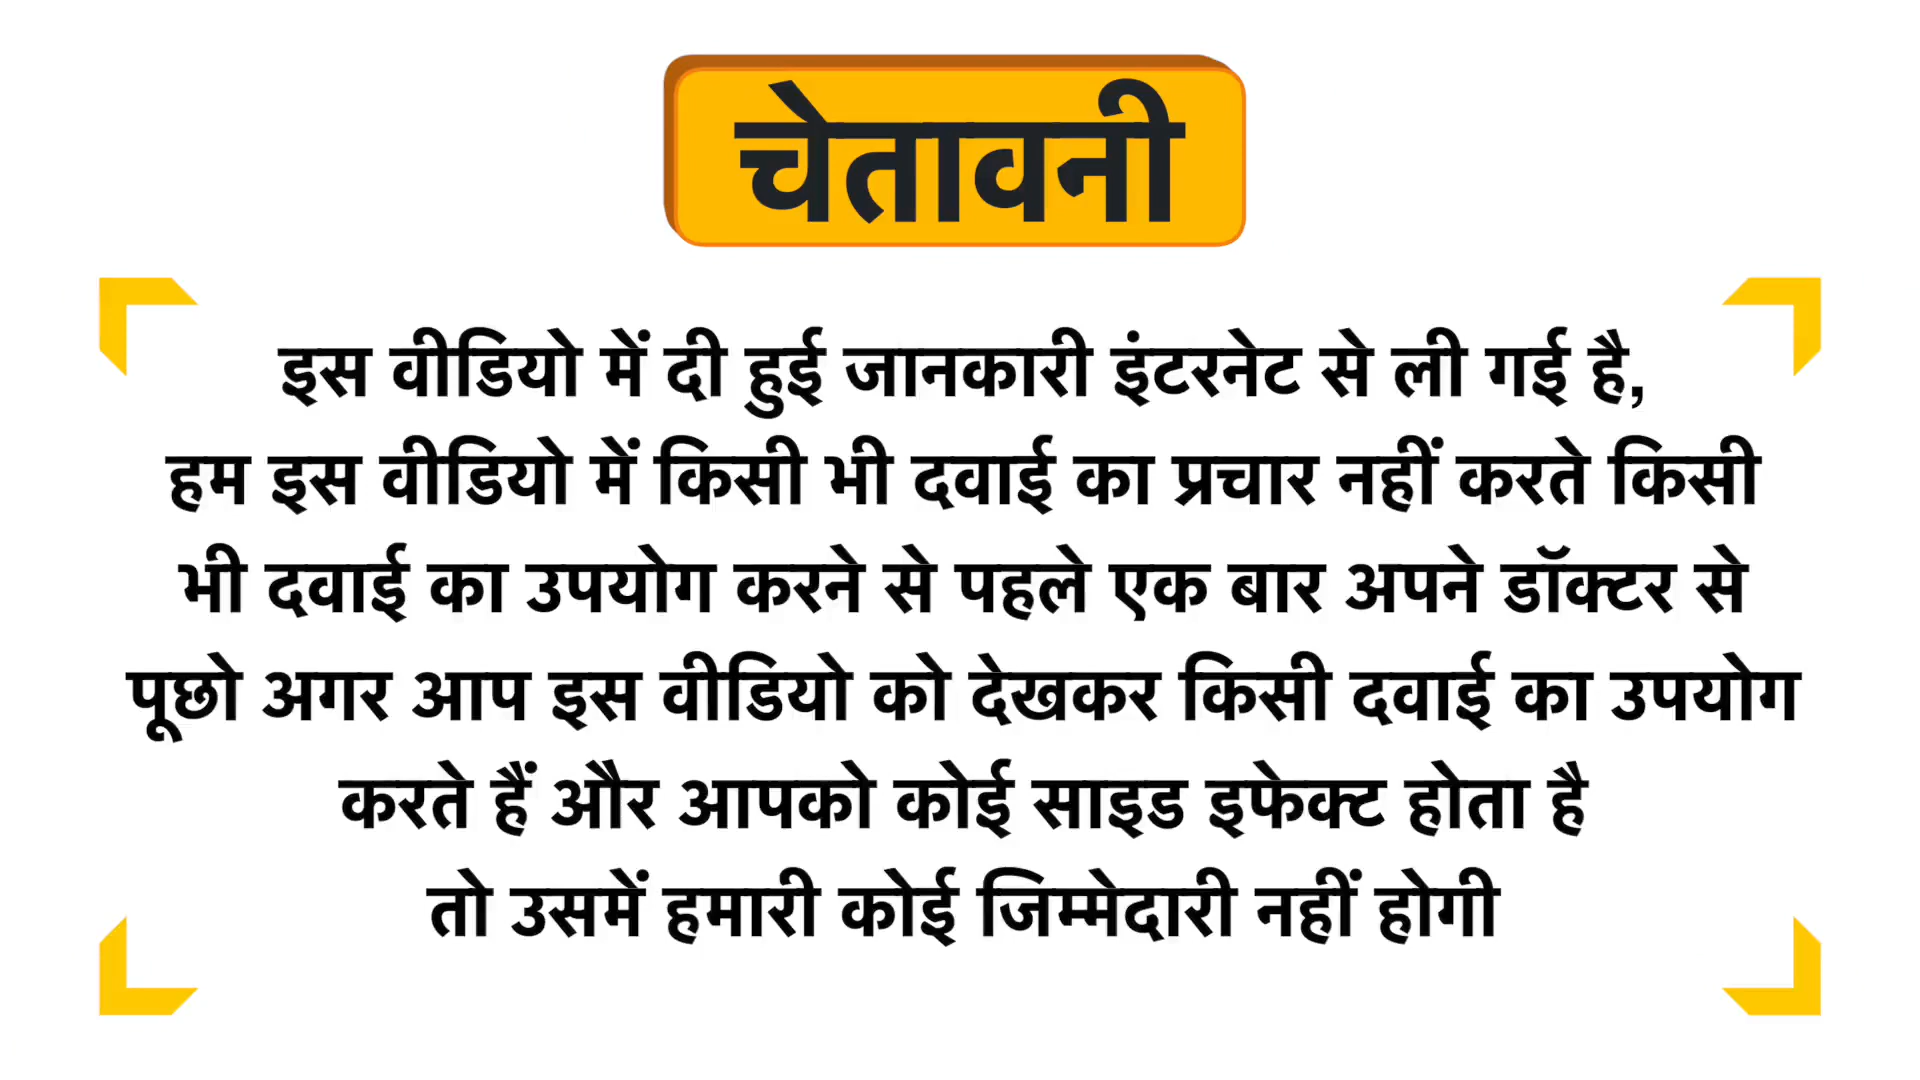 चेतावनी
इस वीडियो में दी हुई जानकारी इंटरनेट से ली गई है,
हम इस वीडियो में किसी भी दवाई का प्रचार नहीं करते किसी
भी दवाई का उपयोग करने से पहले एक बार अपने डॉक्टर से
पूछो अगर आप इस वीडियो को देखकर किसी दवाई का उपयोग
करते हैं और आपको कोई साइड इफेक्ट होता है
तो उसमें हमारी कोई जिम्मेदारी नहीं होगी